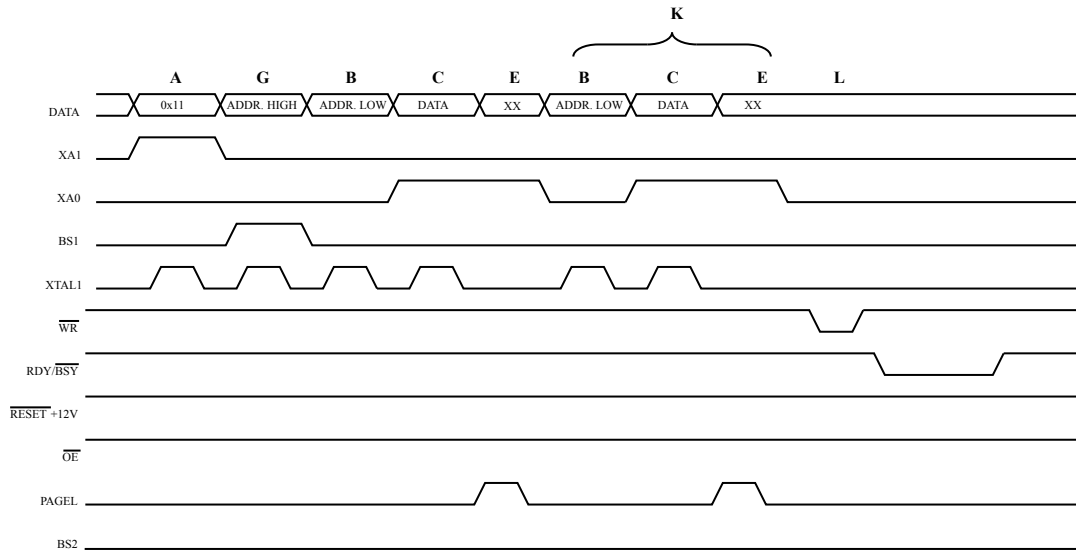 K
A G B C E B C E L
DATA 0x11 ADDR. HIGH ADDR. LOW DATA XX ADDR. LOW DATA XX
XA1
XA0
BS1
XTAL1
WR
RDY/BSY
RESET +12V
OE
PAGEL
BS2